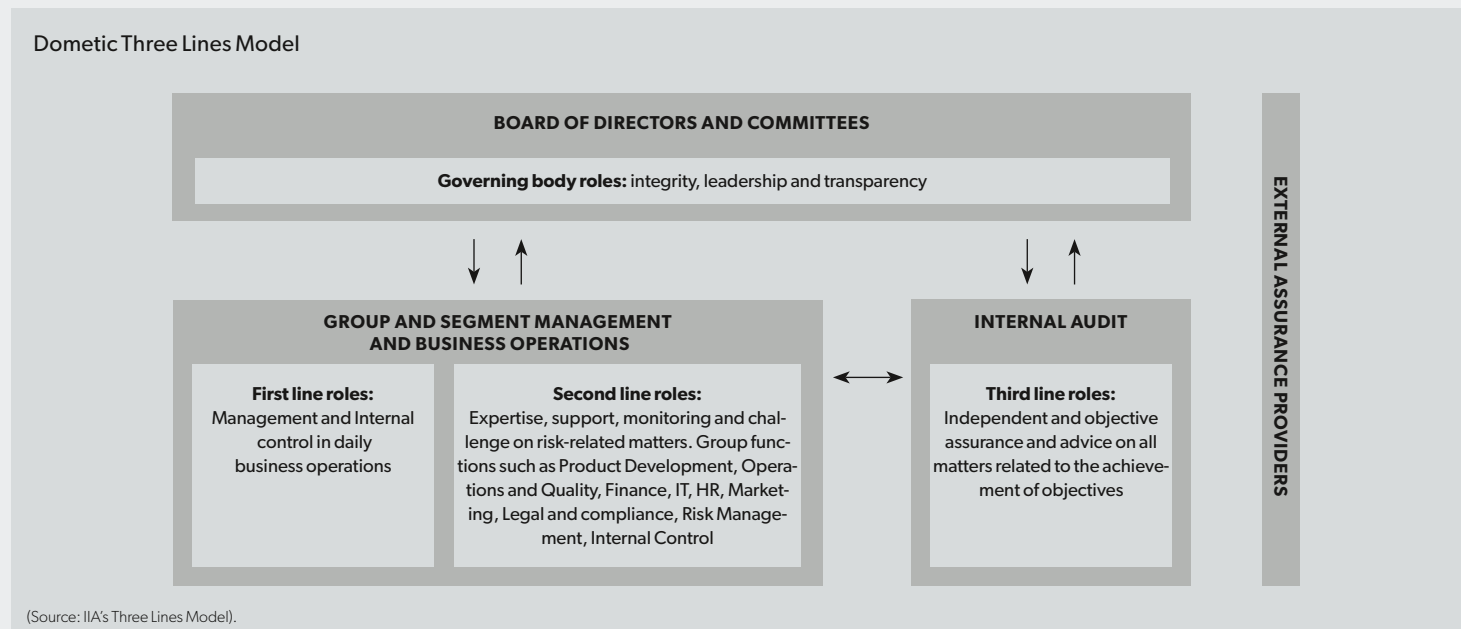 Dometic Three Lines Model
BOARD OF DIRECTORS AND COMMITTEES
Governing body roles: integrity, leadership and transparency
GROUP AND SEGMENT MANAGEMENT
AND BUSINESS OPERATIONS
First line roles:
Management and Internal
control in daily
business operations
Second line roles:
Expertise, support, monitoring and chal-
lenge on risk-related matters. Group func-
tions such as Product Development, Opera-
tions and Quality, Finance, IT, HR, Market-
ing, Legal and compliance, Risk Manage-
ment, Internal Control
INTERNAL AUDIT
Third line roles:
Independent and objective
assurance and advice on all
matters related to the achieve-
ment of objectives
EXTERNAL ASSURANCE PROVIDERS
(Source: IIA's Three Lines Model).